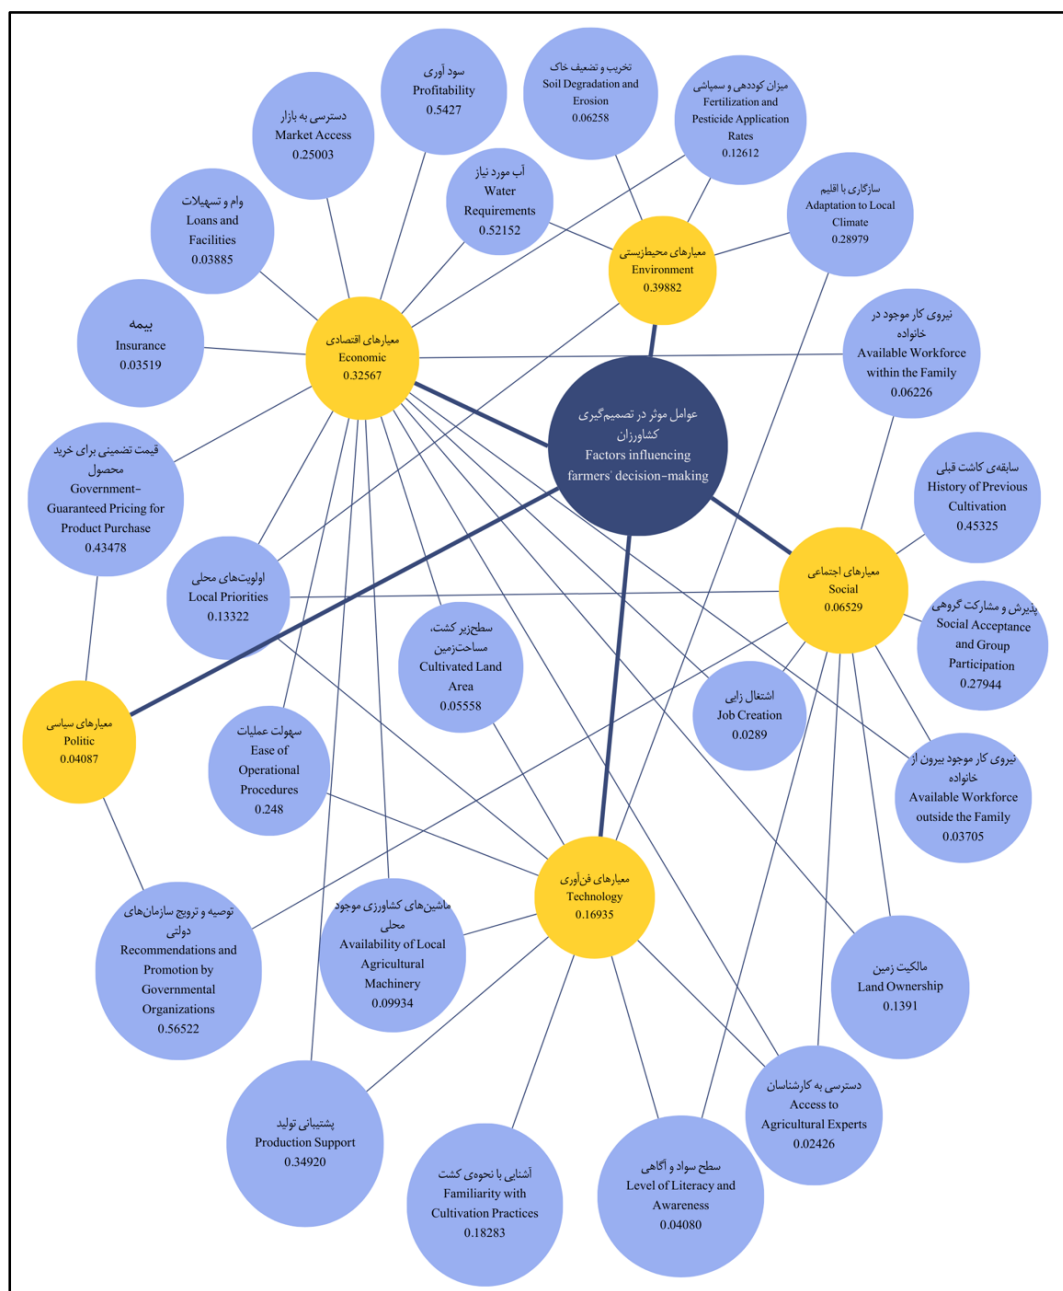 تخریب و تضعیف خاک
Soil Degradation and
Erosion
0.06258
سود آوری
Profitability
0.5427
میزان کوددهی و سمپاشی
Fertilization and
Pesticide Application
Rates
0.12612
دسترسی به بازار
Market Access
0.25003
آب مورد نیاز
Water
Requirements
0.52152
سازگاری با اقلیم
Adaptation to Local
Climate
0.28979
وام و تسهیلات
Loans and
Facilities
0.03885
معیارهای محیط‌زیستی
Environment
0.39882
بیمه
Insurance
0.03519
معیارهای اقتصادی
Economic
0.32567
نیروی کار موجود در
خانواده
Available Workforce
within the Family
0.06226
عوامل موثر در تصمیم‌گیری
کشاورزان
Factors influencing
farmers' decision-making
قیمت تضمینی برای خرید
محصول
Government-
Guaranteed Pricing for
Product Purchase
0.43478
سابقه‌ی کاشت قبلی
History of Previous
Cultivation
0.45325
اولویت‌های محلی
Local Priorities
0.13322
معیارهای اجتماعی
Social
0.06529
پذیرش و مشارکت گروهی
Social Acceptance
and Group
Participation
0.27944
سطح‌زیر کشت،
مساحت‌زمین
Cultivated Land
Area
0.05558
اشتغال زایی
Job Creation
0.0289
معیارهای سیاسی
Politic
0.04087
سهولت عملیات
Ease of
Operational
Procedures
0.248
نیروی کار موجود بیرون از
خانواده
Available Workforce
outside the Family
0.03705
معیارهای فن‌آوری
Technology
0.16935
توصیه و ترویج سازمان‌های
دولتی
Recommendations and
Promotion by
Governmental
Organizations
0.56522
ماشین‌های کشاورزی موجود
محلی
Availability of Local
Agricultural
Machinery
0.09934
مالکیت زمین
Land Ownership
0.1391
دسترسی به کارشناسان
Access to
Agricultural Experts
0.02426
پشتیبانی تولید
Production Support
0.34920
آشنایی با نحوه‌ی کشت
Familiarity with
Cultivation Practices
0.18283
سطح سواد و آگاهی
Level of Literacy and
Awareness
0.04080